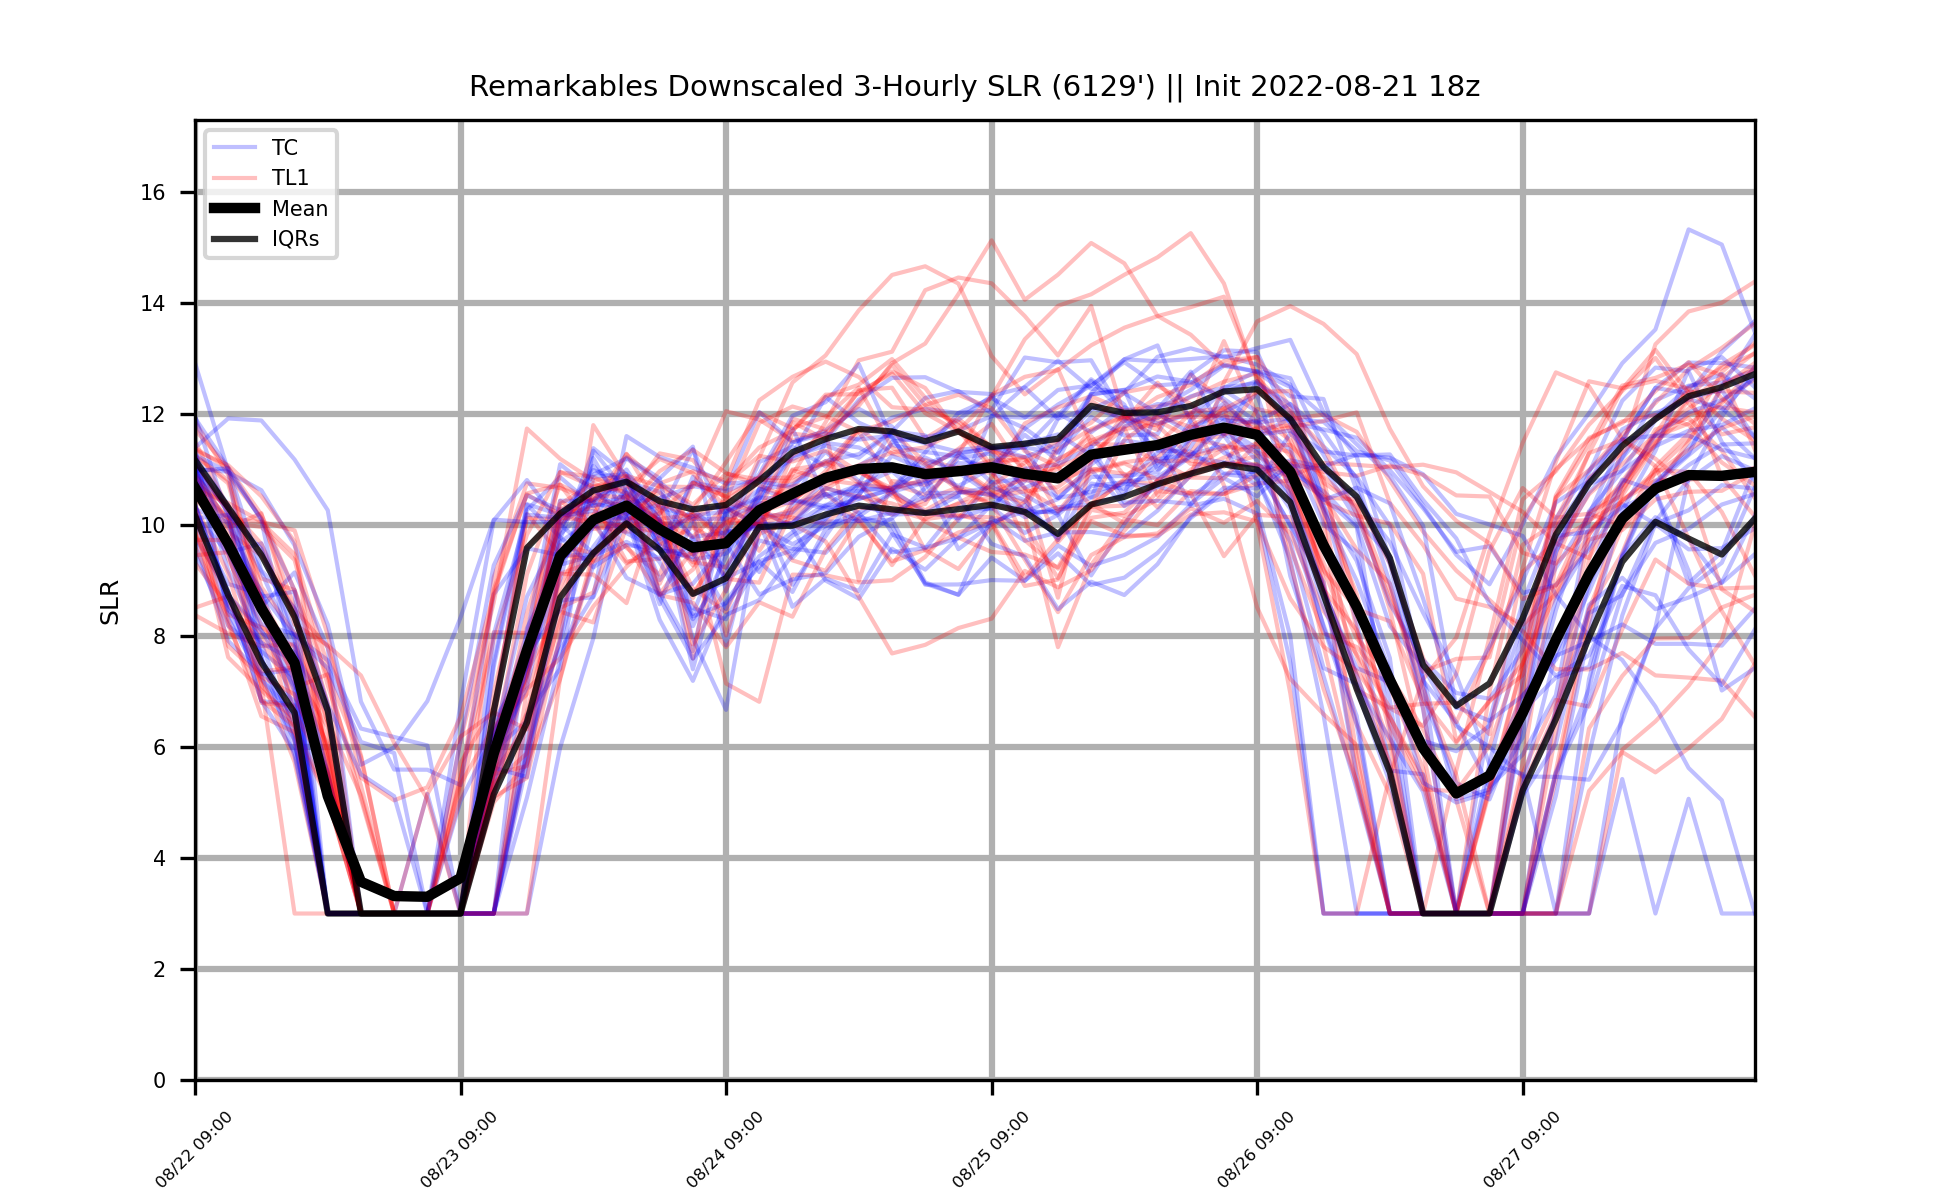 Remarkables Downscaled 3-Hourly SLR (6129') || Init 2022-08-21 18z
TC
TL1
Mean
IQRs
SLR
16
14
12
10
8
6
4
2
0
08/22 09:00
08/23 09:00
08/24 09:00
08/25 09:00
08/26 09:00
08/27 09:00